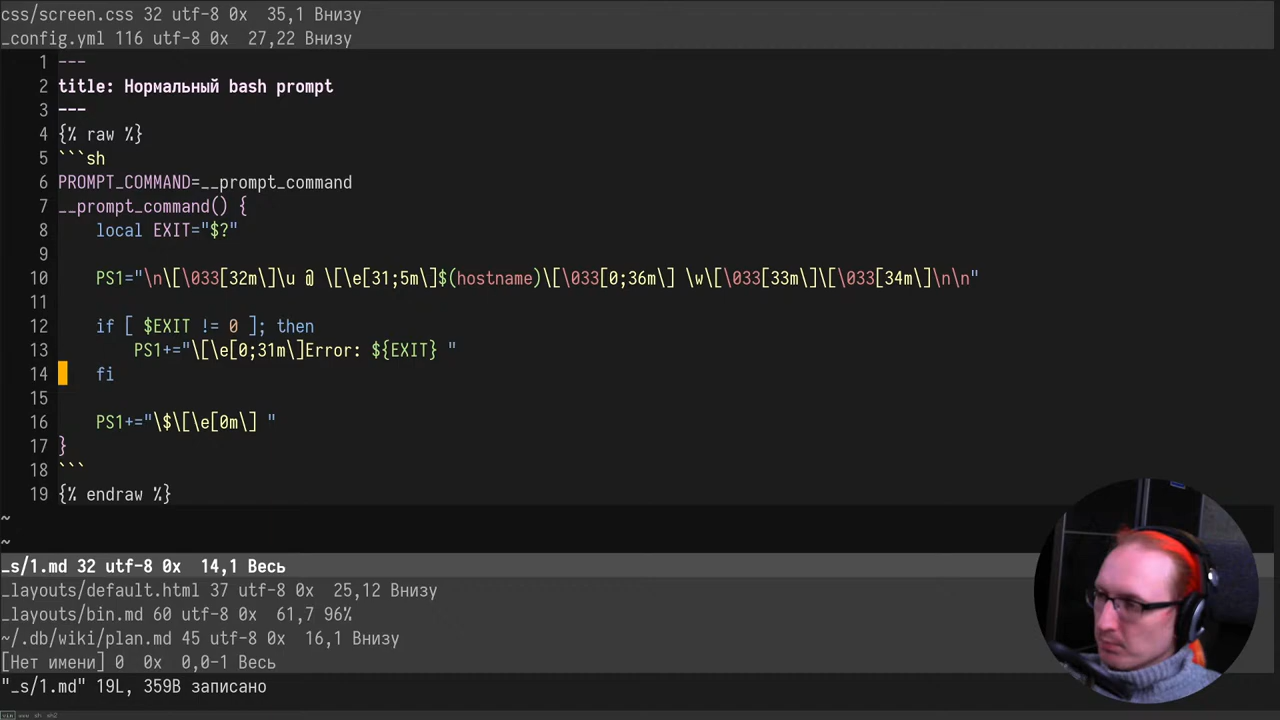 css/screen.css 32 utf-8 0x  35,1 Внизу
_config.yml 116 utf-8 0x  27,22 Внизу
1 ---
2 title: Нормальный bash prompt
3 ---
4 {% raw %}
5 ```sh
6 PROMPT_COMMAND=__prompt_command
7 __prompt_command() {
8     local EXIT="$?"
9
10     PS1="\n\[\033[32m\]\u @ \[\e[31;5m\]$(hostname)\[\033[0;36m\] \w\[\033[33m\]\[\033[34m\]\n\n"
11
12     if [ $EXIT != 0 ]; then
13         PS1+="\[\e[0;31m\]Error: ${EXIT} "
14     fi
15
16     PS1+="\$\[\e[0m\] "
17 }
18 ```
19 {% endraw %}
~
~
_s/1.md 32 utf-8 0x  14,1 Весь
_layouts/default.html 37 utf-8 0x  25,12 Внизу
_layouts/bin.md 60 utf-8 0x  61,7 96%
~/.db/wiki/plan.md 45 utf-8 0x  16,1 Внизу
[Нет имени] 0  0x  0,0-1 Весь
"_s/1.md" 19L, 359B записано